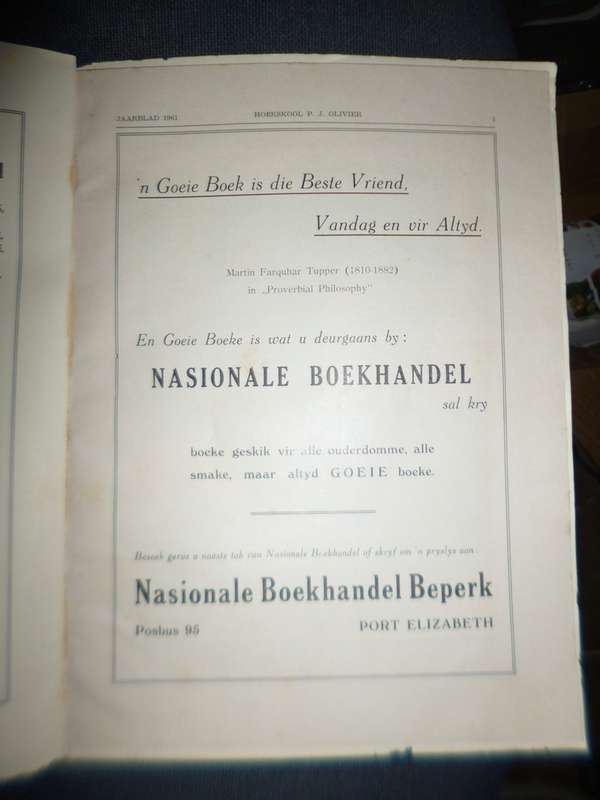 JAARBLAD 1961 HOERSKOOL P. J. OLIVIER 1
'n Goeie Boek is die Beste Vriend,
Vandag en vir Altyd.
Martin Farquhar Tupper (1810-1882)
in „Proverbial Philosophy"
En Goeie Boeke is wat u deurgaans by :
NASIONALE BOEKHANDEL
sal kry
boeke geskik vir alle ouderdomme, alle
smake, maar altyd GOEIE boeke.
Besoek gerus u naaste tak van Nasionale Boekhandel of skryf om 'n pryslys aan
Nasionale Boekhandel Beperk
Posbus 95 PORT ELIZABETH